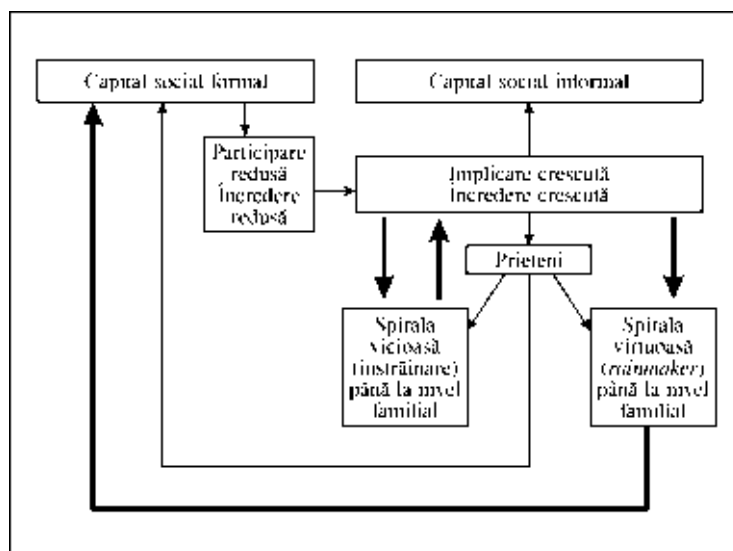 Capital social formal
Capital social informal
Participare
redusă
Încredere
redusă
Implicare crescută
Încredere crescută
Prieteni
Spirala
vicioasă
(înstrăinare)
până la nivel
familial
Spirala
virtuoasă
(rainmaker)
până la nivel
familial